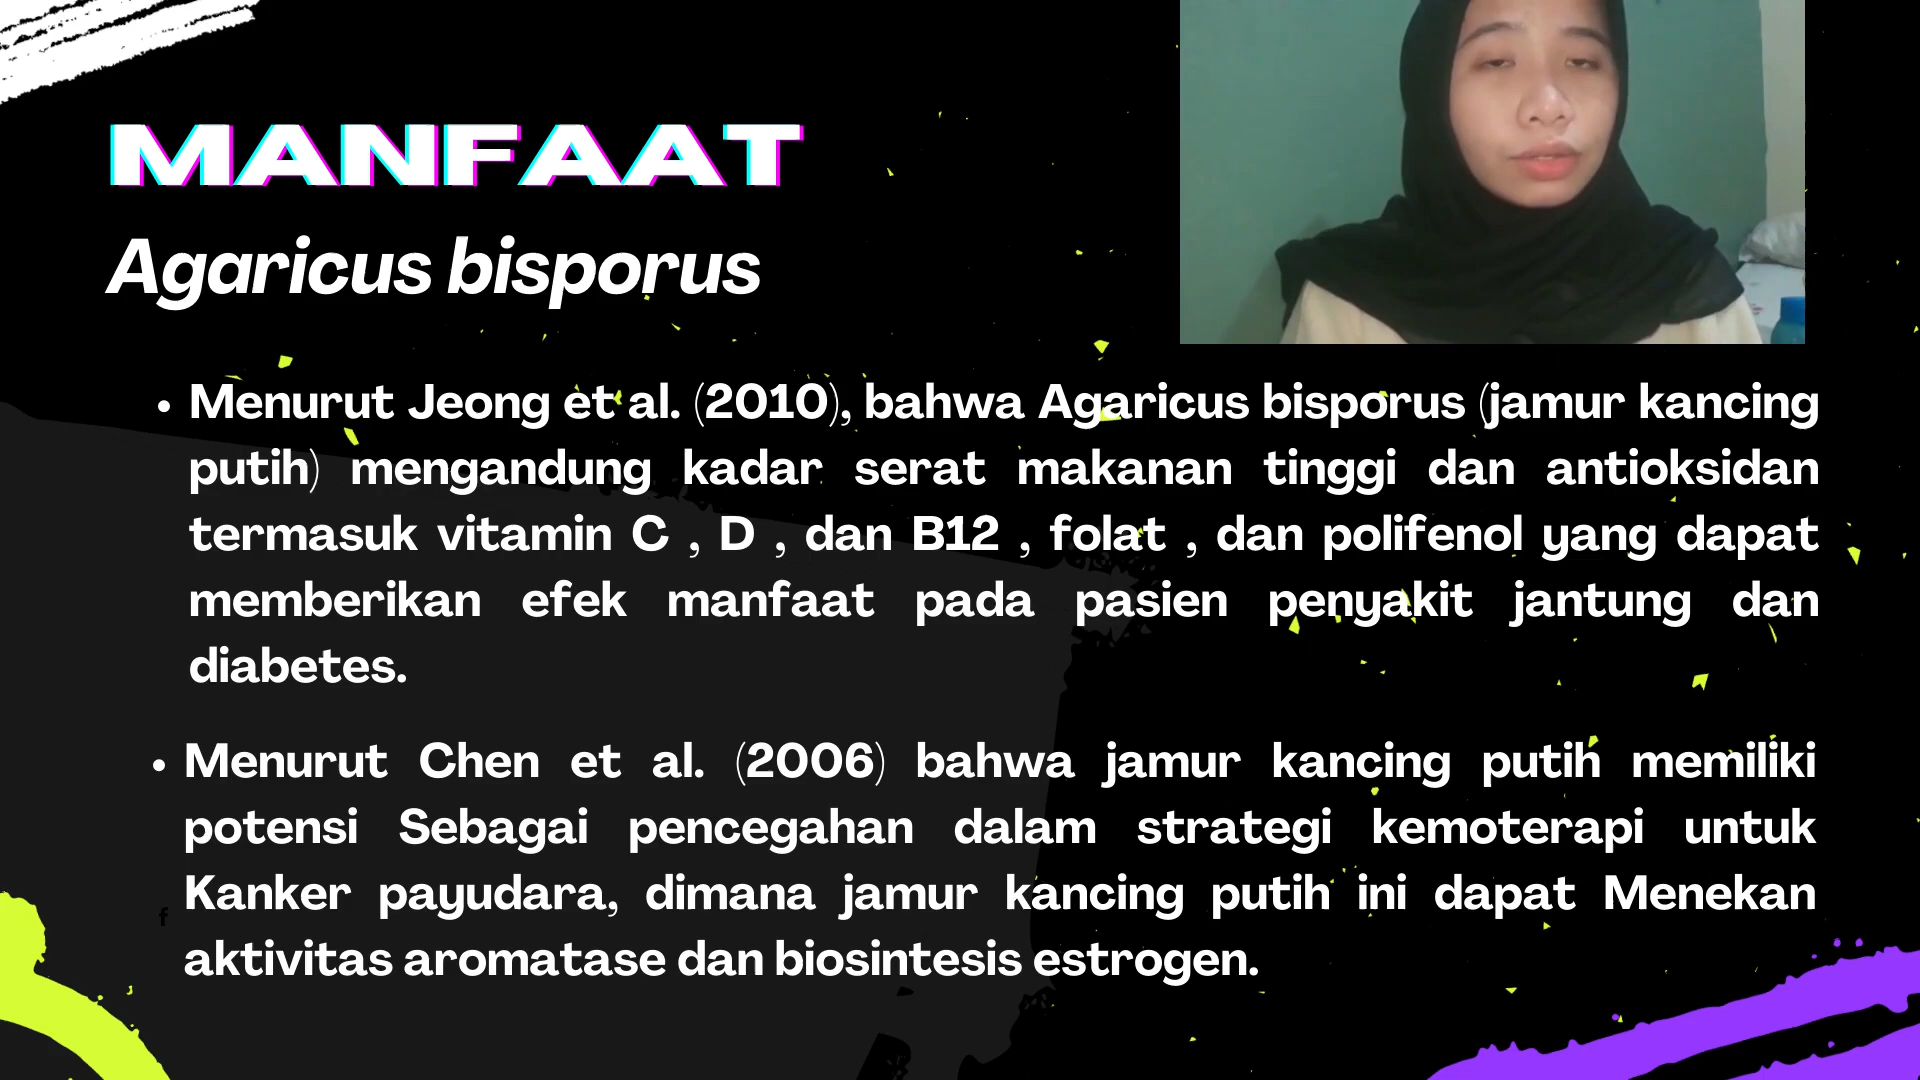 MANFAAT
Agaricus bisporus
• Menurut Jeong et al. (2010), bahwa Agaricus bisporus (jamur kancing
putih) mengandung kadar serat makanan tinggi dan antioksidan
termasuk vitamin C , D , dan B12 , folat , dan polifenol yang dapat
memberikan efek manfaat pada pasien penyakit jantung dan
diabetes.
• Menurut Chen et al. (2006) bahwa jamur kancing putih memiliki
potensi Sebagai pencegahan dalam strategi kemoterapi untuk
Kanker payudara, dimana jamur kancing putih ini dapat Menekan
aktivitas aromatase dan biosintesis estrogen.
f